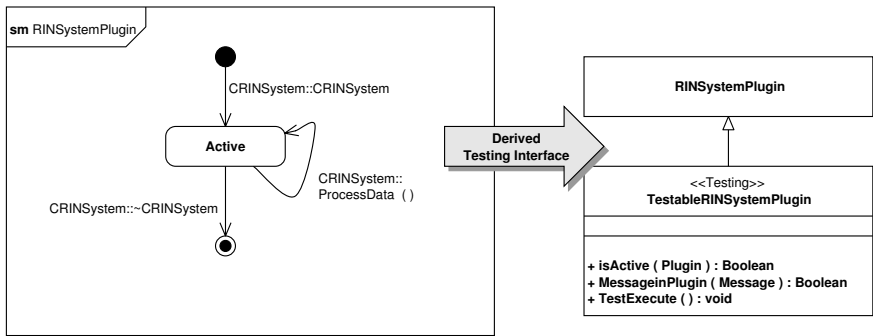 sm RINSystemPlugin
CRINSystem::CRINSystem
Active
CRINSystem::
ProcessData ( )
CRINSystem::~CRINSystem
Derived
Testing Interface
RINSystemPlugin
<<Testing>>
TestableRINSystemPlugin
+ isActive ( Plugin ) : Boolean
+ MessageinPlugin ( Message ) : Boolean
+ TestExecute ( ) : void